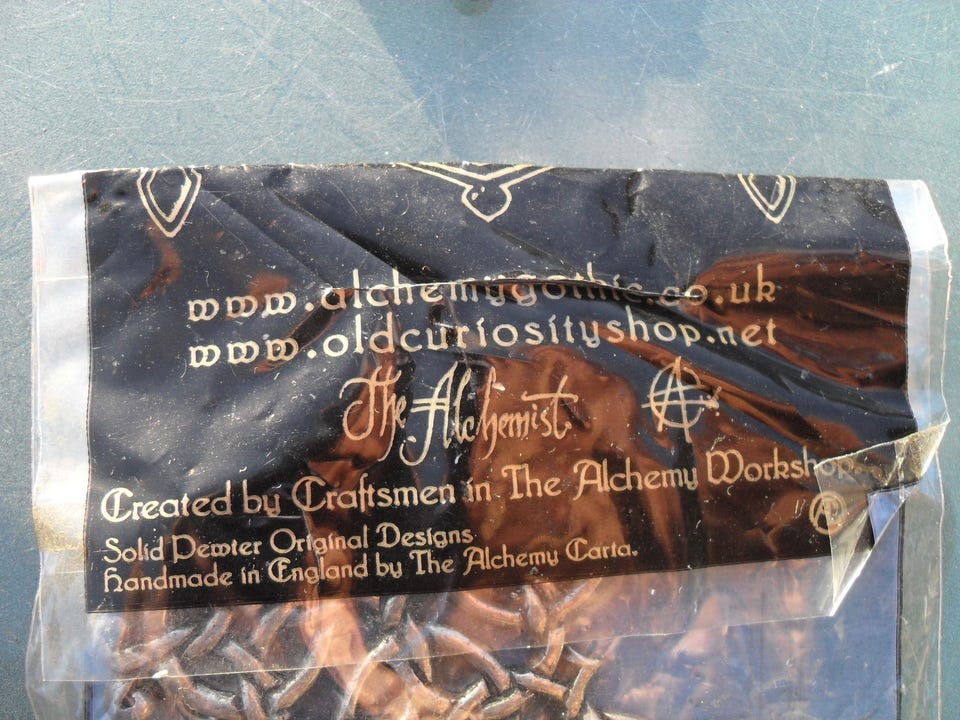 www.alchemygothic.co.uk
www.oldcuriosityshop.net
The Alchemist
Created by Craftsmen in The Alchemy Workshop
®
Solid Pewter Original Designs
Handmade in England by The Alchemy Carta.